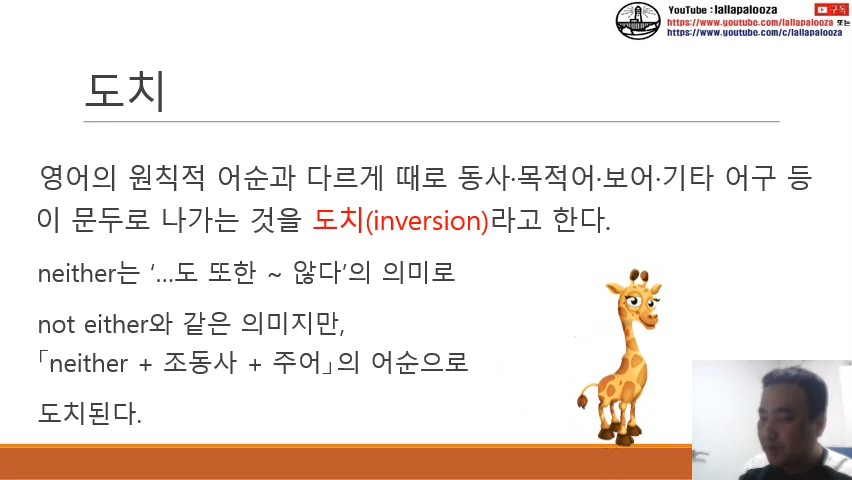 YouTube : lallapalooza
구독
https://www.youtube.com/lallapalooza 또는
https://www.youtube.com/c/lallapalooza
도치
영어의 원칙적 어순과 다르게 때로 동사·목적어·보어·기타 어구 등
이 문두로 나가는 것을 도치(inversion)라고 한다.
neither는 ‘...도 또한 ~ 않다’의 의미로
not either와 같은 의미지만,
「neither + 조동사 + 주어」의 어순으로
도치된다.